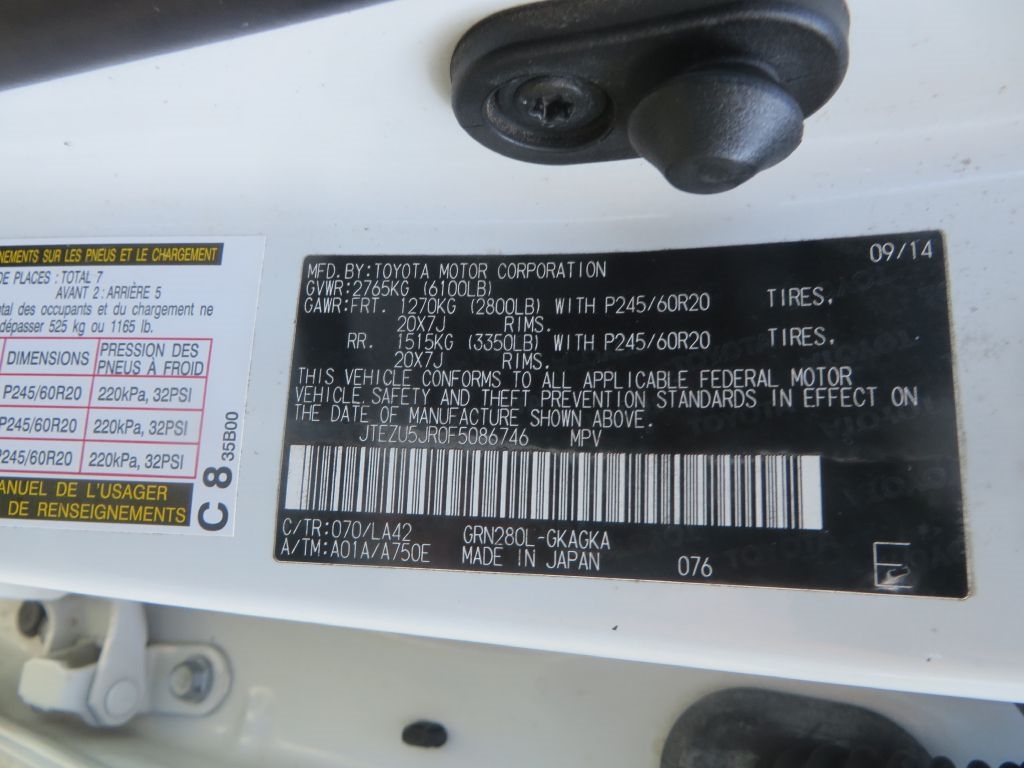 NEMENTS SUR LES PNEUS ET LE CHARGEMENT
DE PLACES : TOTAL 7
AVANT 2 : ARRIÈRE 5
tal des occupants et du chargement ne
dépasser 525 kg ou 1165 lb.
DIMENSIONS PRESSION DES PNEUS À FROID
P245/60R20 220kPa, 32PSI
P245/60R20 220kPa, 32PSI
P245/60R20 220kPa, 32PSI
ANUEL DE L'USAGER
DE RENSEIGNEMENTS
C8
35B00
09/14
MFD.BY:TOYOTA MOTOR CORPORATION
GVWR:2765KG (6100LB)
GAWR:FRT. 1270KG (2800LB) WITH P245/60R20 TIRES,
20X7J RIMS.
RR. 1515KG (3350LB) WITH P245/60R20 TIRES,
20X7J RIMS.
THIS VEHICLE CONFORMS TO ALL APPLICABLE FEDERAL MOTOR
VEHICLE SAFETY AND THEFT PREVENTION STANDARDS IN EFFECT ON
THE DATE OF MANUFACTURE SHOWN ABOVE.
JTEZU5JR0F5086746 MPV
C/TR:070/LA42 GRN280L-GKAGKA
A/TM:A01A/A750E MADE IN JAPAN 076